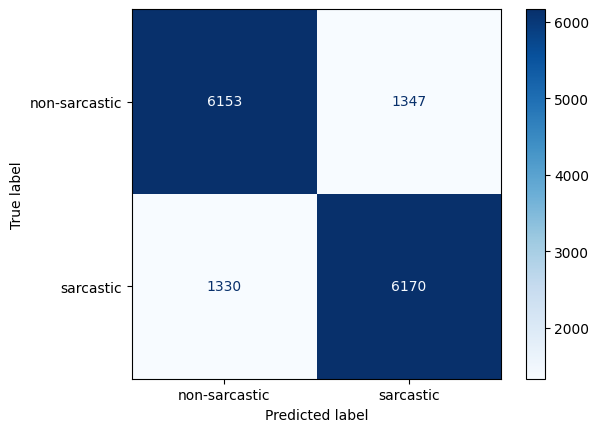 6000
non-sarcastic
6153
1347
5000
True label
4000
3000
sarcastic
1330
6170
2000
non-sarcastic
sarcastic
Predicted label